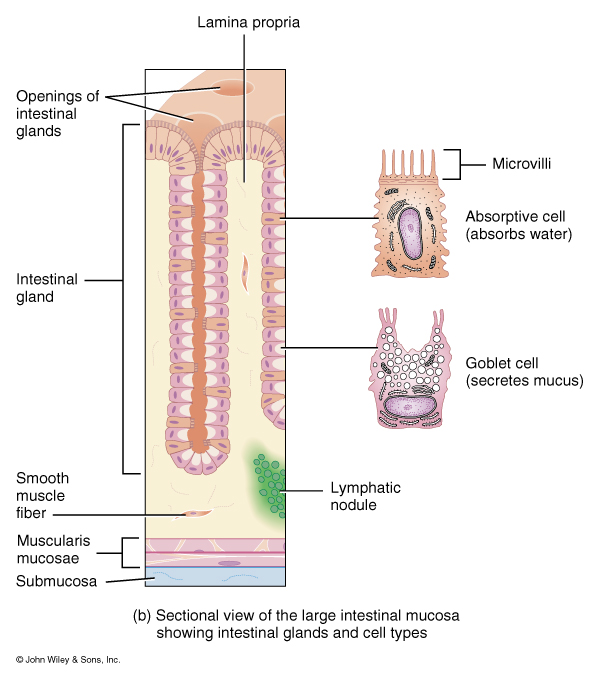 Lamina propria
Openings of
intestinal
glands
Microvilli
Absorptive cell
(absorbs water)
Intestinal
gland
Goblet cell
(secretes mucus)
Smooth
muscle
fiber
Lymphatic
nodule
Muscularis
mucosae
Submucosa
(b) Sectional view of the large intestinal mucosa
showing intestinal glands and cell types
© John Wiley & Sons, Inc.